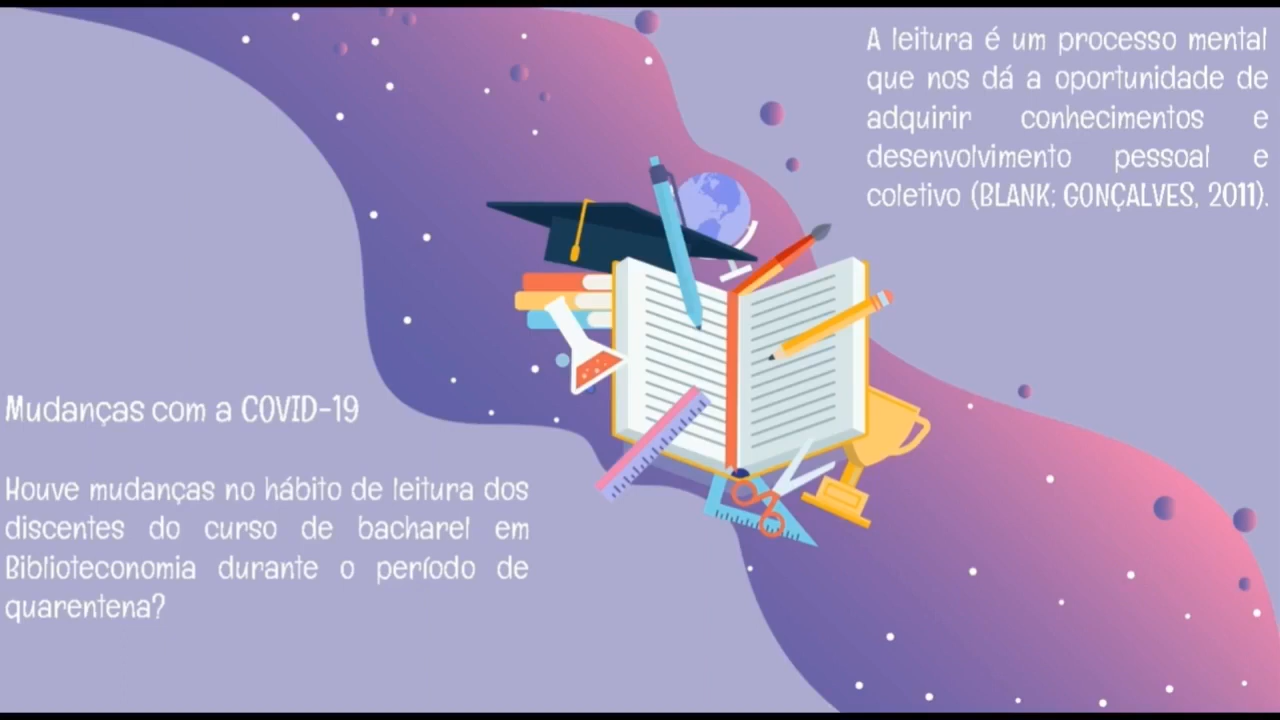 A leitura é um processo mental
que nos dá a oportunidade de
adquirir conhecimentos e
desenvolvimento pessoal e
coletivo (BLANK; GONÇALVES, 2011).
Mudanças com a COVID-19
Houve mudanças no hábito de leitura dos
discentes do curso de bacharel em
Biblioteconomia durante o período de
quarentena?